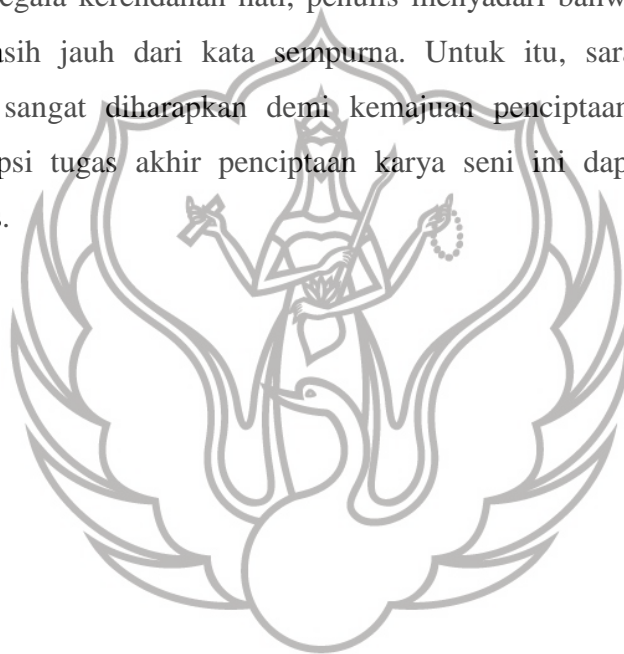 egala kerendahan hati, penulis menyadari bahw
asih jauh dari kata sempurna. Untuk itu, sara
sangat diharapkan demi kemajuan penciptaan
psi tugas akhir penciptaan karya seni ini dap